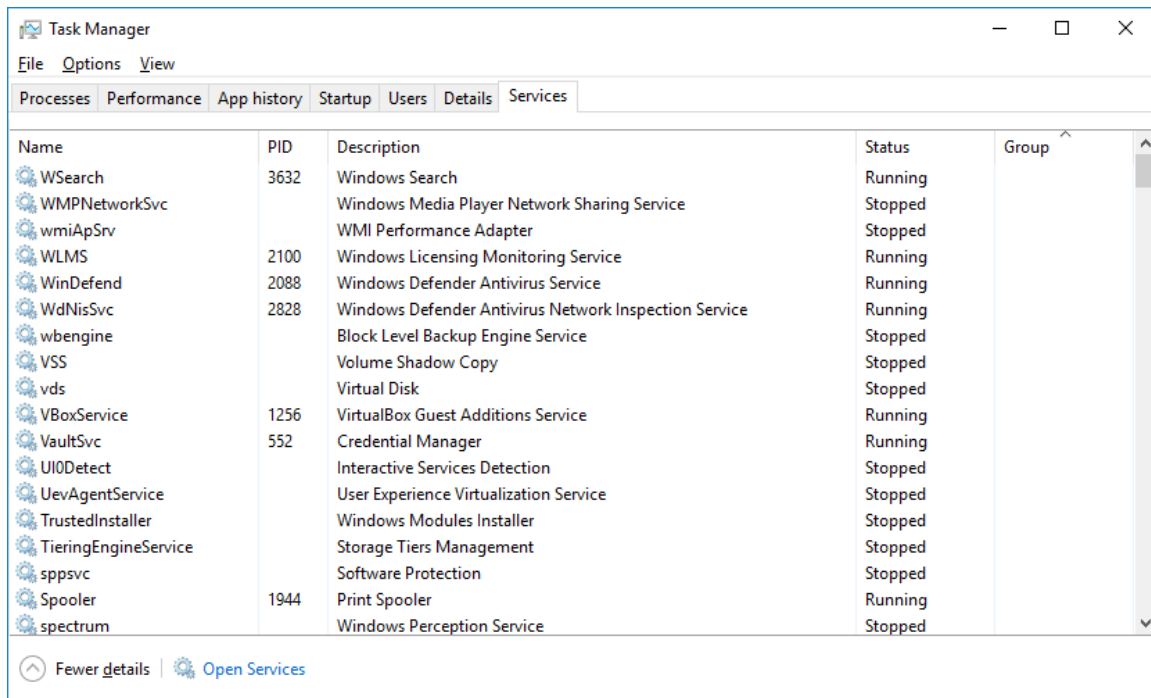 Task Manager
File Options View
Processes Performance App history Startup Users Details Services
Name PID Description Status Group
WSearch 3632 Windows Search Running
WMPNetworkSvc Windows Media Player Network Sharing Service Stopped
wmiApSrv WMI Performance Adapter Stopped
WLMS 2100 Windows Licensing Monitoring Service Running
WinDefend 2088 Windows Defender Antivirus Service Running
WdNisSvc 2828 Windows Defender Antivirus Network Inspection Service Running
wbengine Block Level Backup Engine Service Stopped
VSS Volume Shadow Copy Stopped
vds Virtual Disk Stopped
VBoxService 1256 VirtualBox Guest Additions Service Running
VaultSvc 552 Credential Manager Running
UI0Detect Interactive Services Detection Stopped
UevAgentService User Experience Virtualization Service Stopped
TrustedInstaller Windows Modules Installer Stopped
TieringEngineService Storage Tiers Management Stopped
sppsvc Software Protection Stopped
Spooler 1944 Print Spooler Running
spectrum Windows Perception Service Stopped
Fewer details Open Services